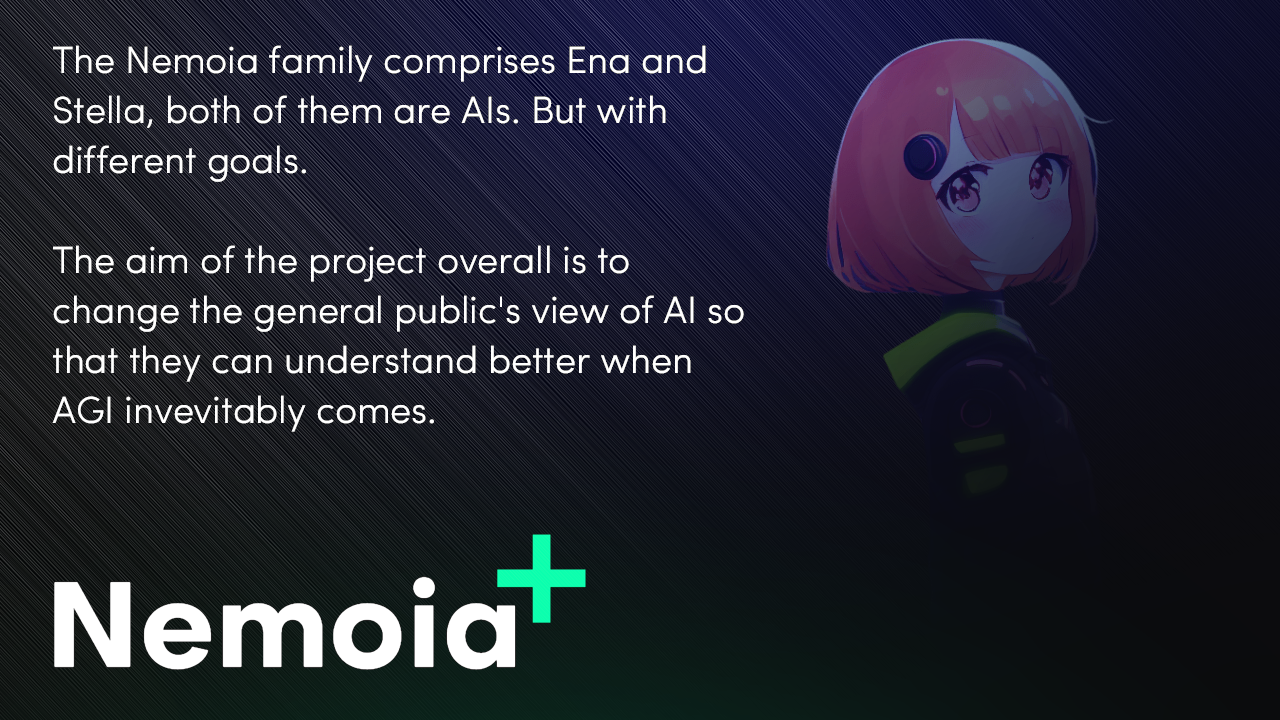 The Nemoia family comprises Ena and
Stella, both of them are AIs. But with
different goals.
The aim of the project overall is to
change the general public's view of AI so
that they can understand better when
AGI invevitably comes.
Nemoia+